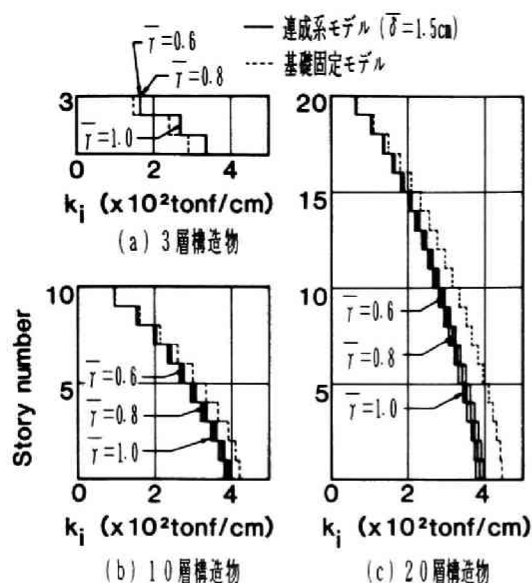 — 連成系モデル (δ̅=1.5cm)
---- 基礎固定モデル
γ̅=0.6
γ̅=0.8
γ̅=1.0
3
0 2 4
k_i (x10²tonf/cm)
(a) 3層構造物
10
5
γ̅=0.6
γ̅=0.8
γ̅=1.0
Story number
0 2 4
k_i (x10²tonf/cm)
(b) 10層構造物
20
15
10
5
γ̅=0.6
γ̅=0.8
γ̅=1.0
0 2 4
k_i (x10²tonf/cm)
(c) 20層構造物